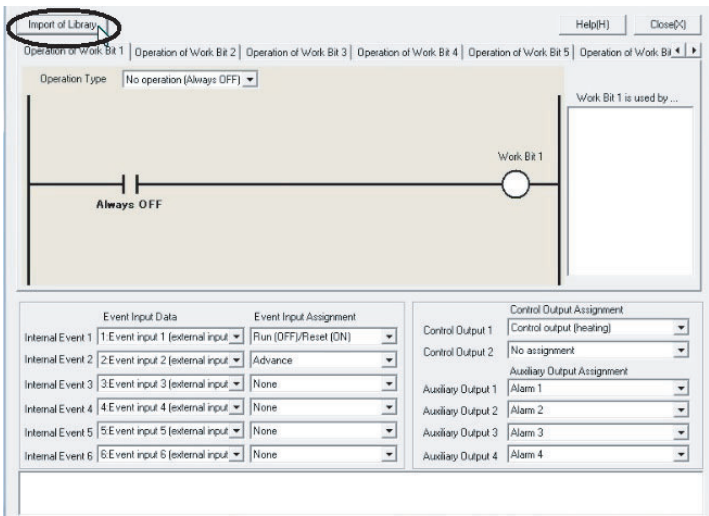 Import of Library Help(H) Close(X)
Operation of Work Bit 1 Operation of Work Bit 2 Operation of Work Bit 3 Operation of Work Bit 4 Operation of Work Bit 5 Operation of Work Bit
Operation Type No operation (Always OFF)
Work Bit 1 is used by ...
Work Bit 1
Always OFF
Event Input Data Event Input Assignment
Internal Event 1 1:Event input 1 (external input Run (OFF)/Reset (ON)
Internal Event 2 2:Event input 2 (external input Advance
Internal Event 3 3:Event input 3 (external input None
Internal Event 4 4:Event input 4 (external input None
Internal Event 5 5:Event input 5 (external input None
Internal Event 6 6:Event input 6 (external input None
Control Output Assignment
Control Output 1 Control output (heating)
Control Output 2 No assignment
Auxiliary Output Assignment
Auxiliary Output 1 Alarm 1
Auxiliary Output 2 Alarm 2
Auxiliary Output 3 Alarm 3
Auxiliary Output 4 Alarm 4